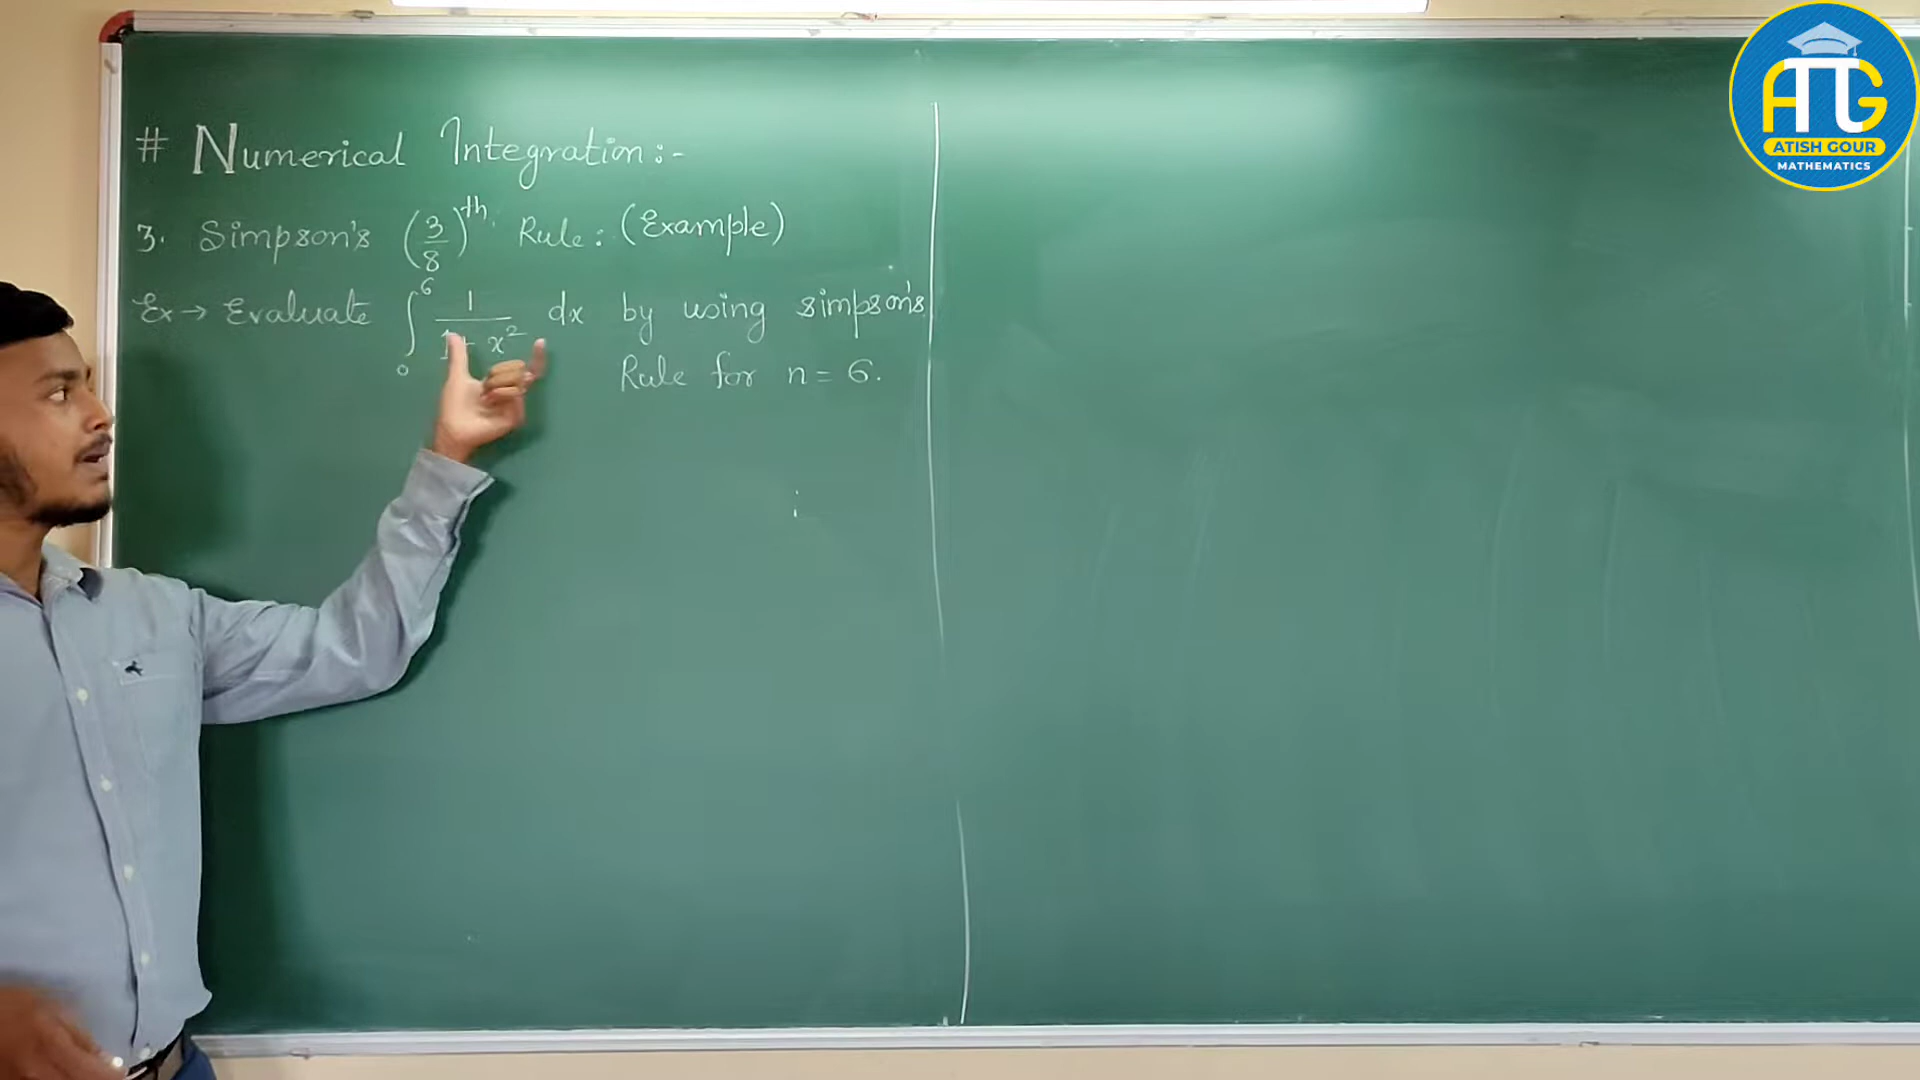 # Numerical Integration:-
3. Simpson's (3/8)^th Rule: (Example)
Ex → Evaluate ∫₀⁶ 1/(1+x²) dx by using simpson's
Rule for n = 6.
ATG
ATISH GOUR
MATHEMATICS